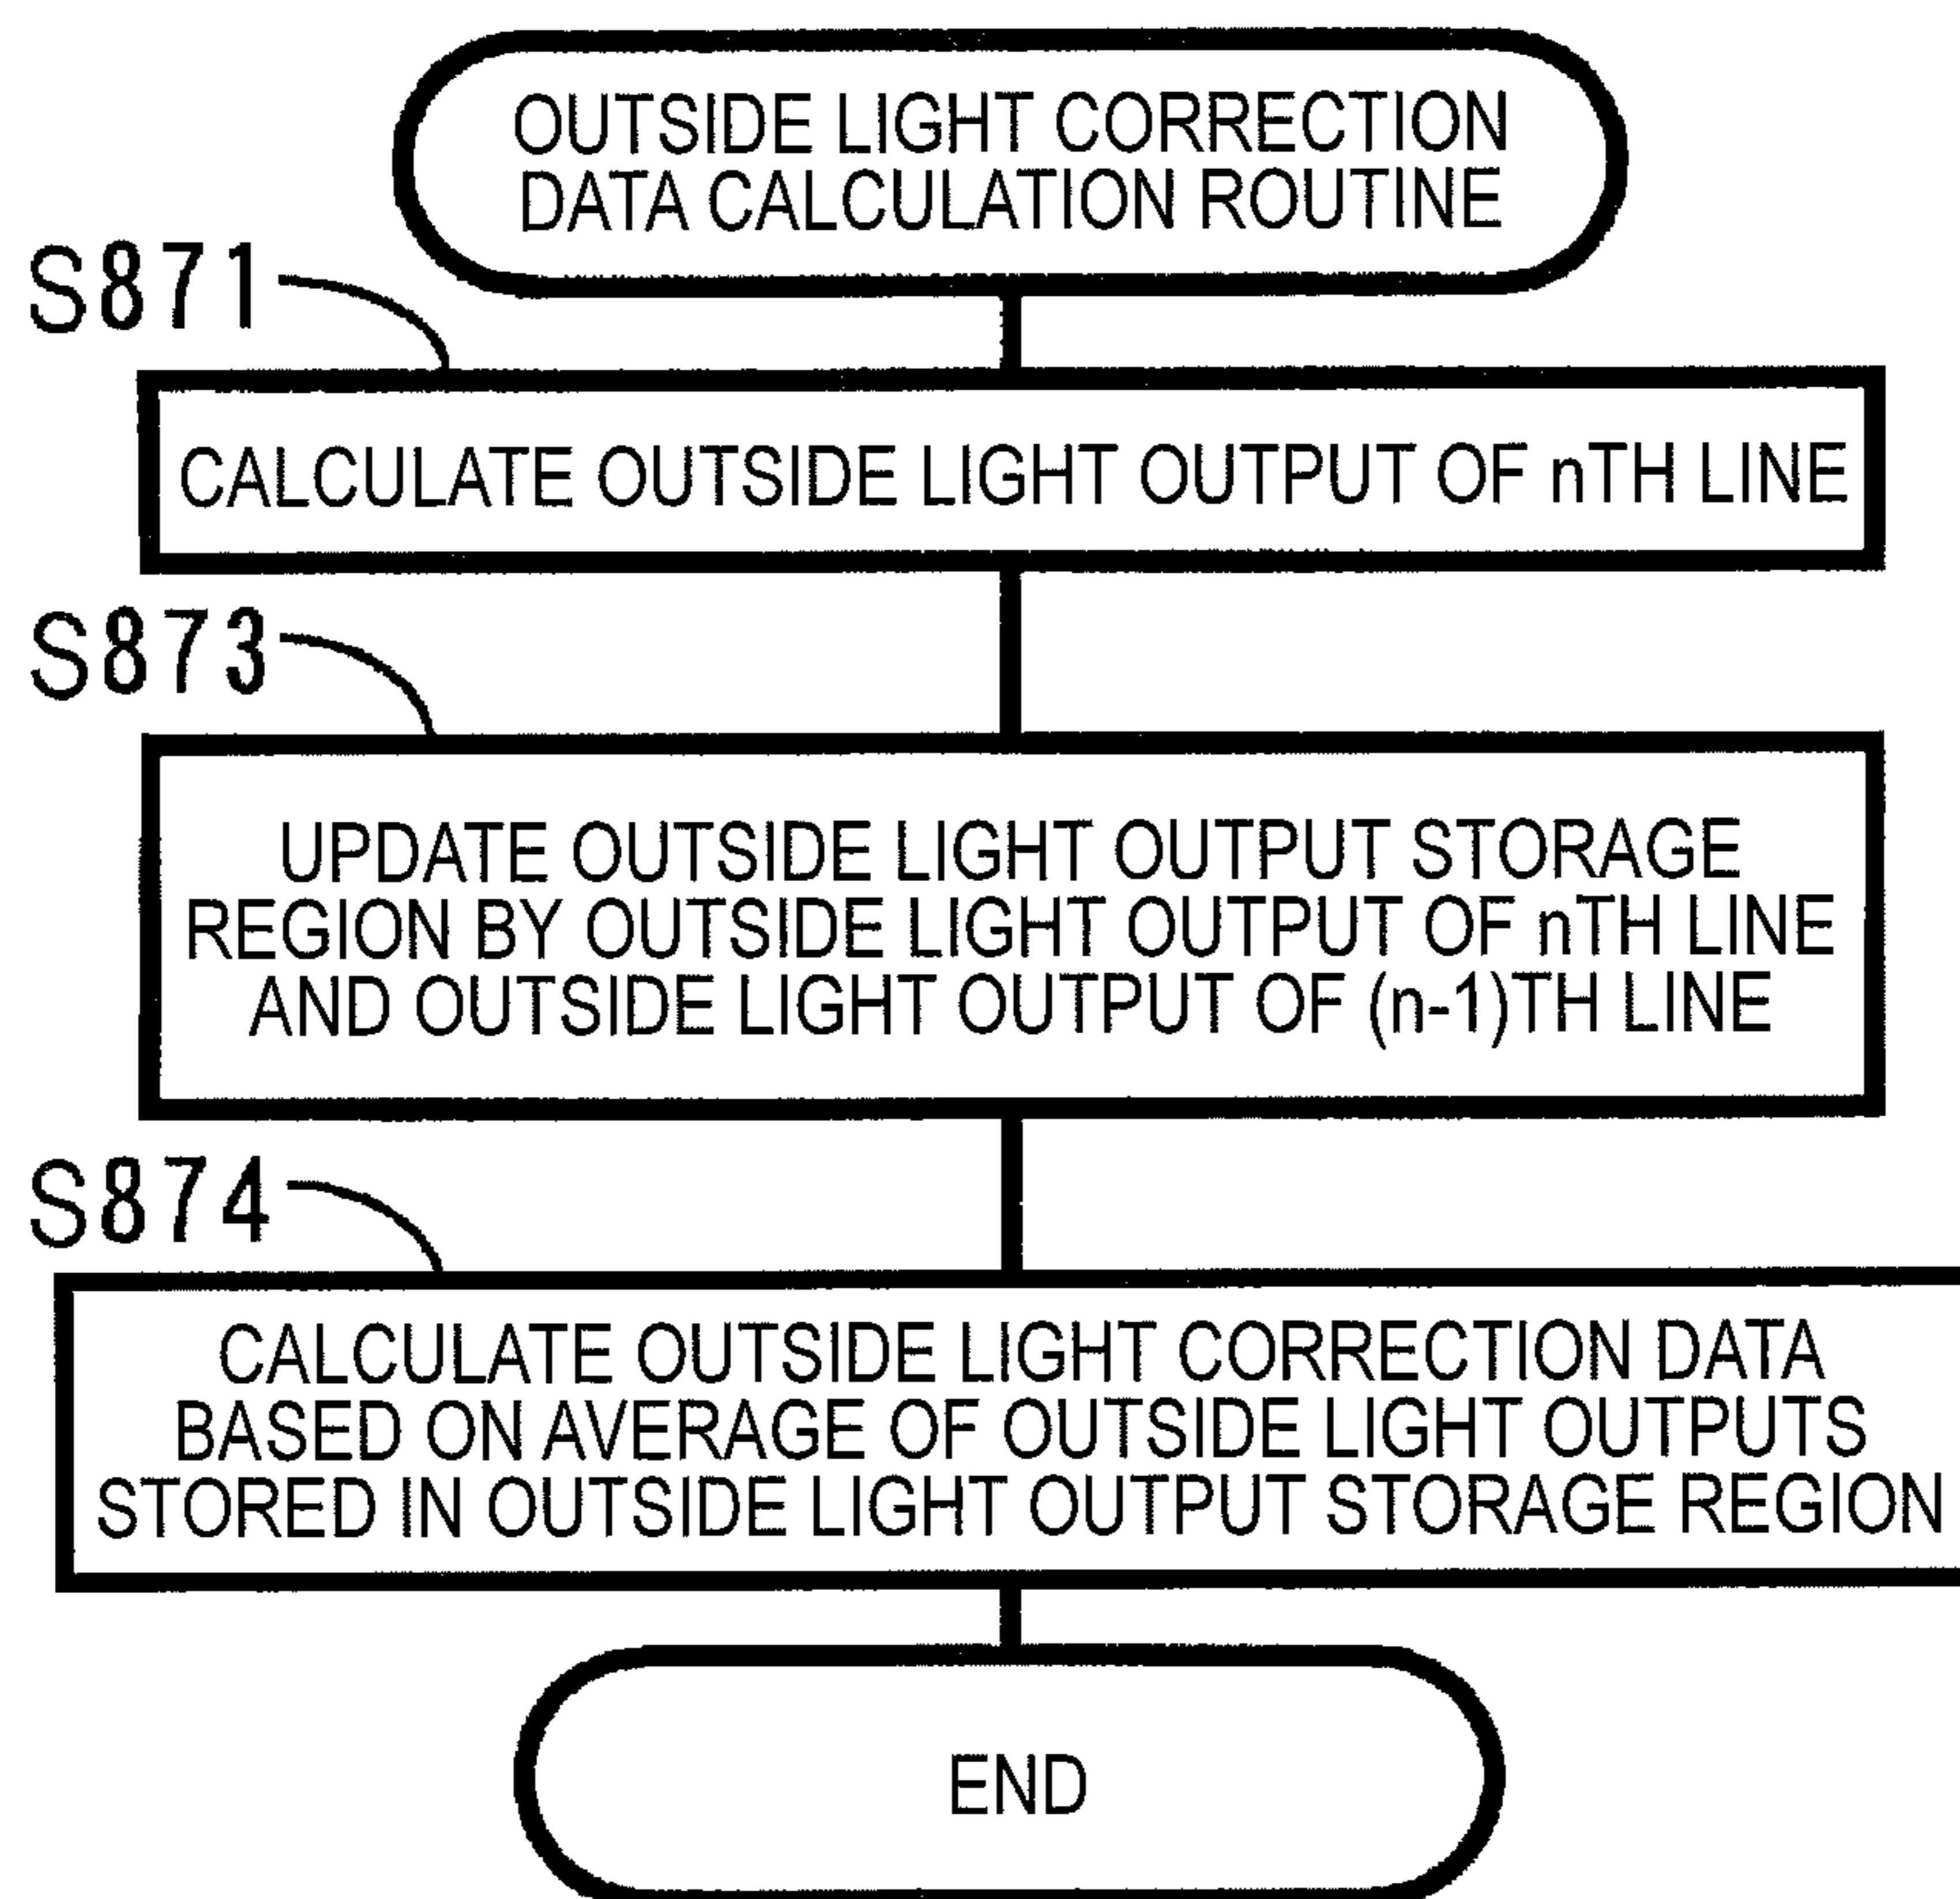 OUTSIDE LIGHT CORRECTION
DATA CALCULATION ROUTINE
S871
CALCULATE OUTSIDE LIGHT OUTPUT OF nTH LINE
S873
UPDATE OUTSIDE LIGHT OUTPUT STORAGE
REGION BY OUTSIDE LIGHT OUTPUT OF nTH LINE
AND OUTSIDE LIGHT OUTPUT OF (n-1)TH LINE
S874
CALCULATE OUTSIDE LIGHT CORRECTION DATA
BASED ON AVERAGE OF OUTSIDE LIGHT OUTPUTS
STORED IN OUTSIDE LIGHT OUTPUT STORAGE REGION
END